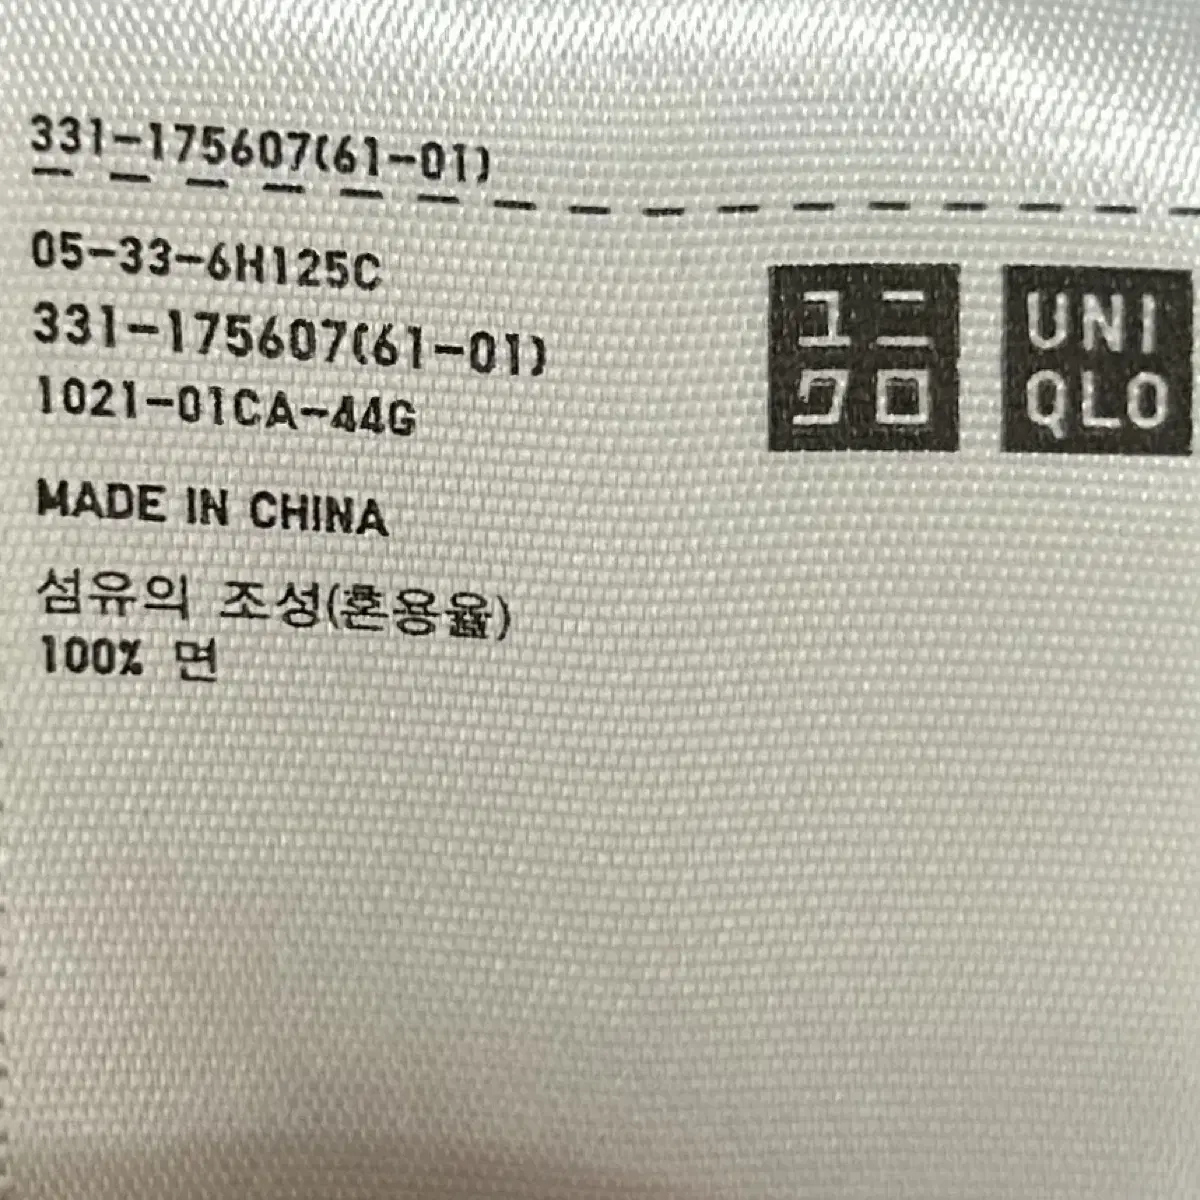 331-175607(61-01)
05-33-6H125C
331-175607(61-01)
1021-01CA-44G
ユニ
クロ
UNI
QLO
MADE IN CHINA
섬유의 조성(혼용율)
100% 면